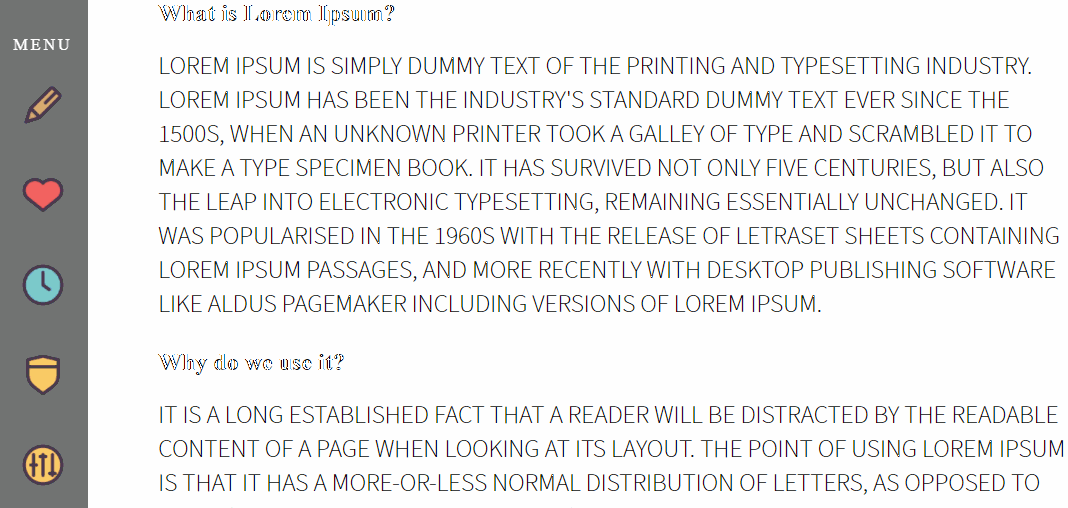 What is Lorem Ipsum?
MENU
LOREM IPSUM IS SIMPLY DUMMY TEXT OF THE PRINTING AND TYPESETTING INDUSTRY.
LOREM IPSUM HAS BEEN THE INDUSTRY'S STANDARD DUMMY TEXT EVER SINCE THE
1500S, WHEN AN UNKNOWN PRINTER TOOK A GALLEY OF TYPE AND SCRAMBLED IT TO
MAKE A TYPE SPECIMEN BOOK. IT HAS SURVIVED NOT ONLY FIVE CENTURIES, BUT ALSO
THE LEAP INTO ELECTRONIC TYPESETTING, REMAINING ESSENTIALLY UNCHANGED. IT
WAS POPULARISED IN THE 1960S WITH THE RELEASE OF LETRASET SHEETS CONTAINING
LOREM IPSUM PASSAGES, AND MORE RECENTLY WITH DESKTOP PUBLISHING SOFTWARE
LIKE ALDUS PAGEMAKER INCLUDING VERSIONS OF LOREM IPSUM.
Why do we use it?
IT IS A LONG ESTABLISHED FACT THAT A READER WILL BE DISTRACTED BY THE READABLE
CONTENT OF A PAGE WHEN LOOKING AT ITS LAYOUT. THE POINT OF USING LOREM IPSUM
IS THAT IT HAS A MORE-OR-LESS NORMAL DISTRIBUTION OF LETTERS, AS OPPOSED TO